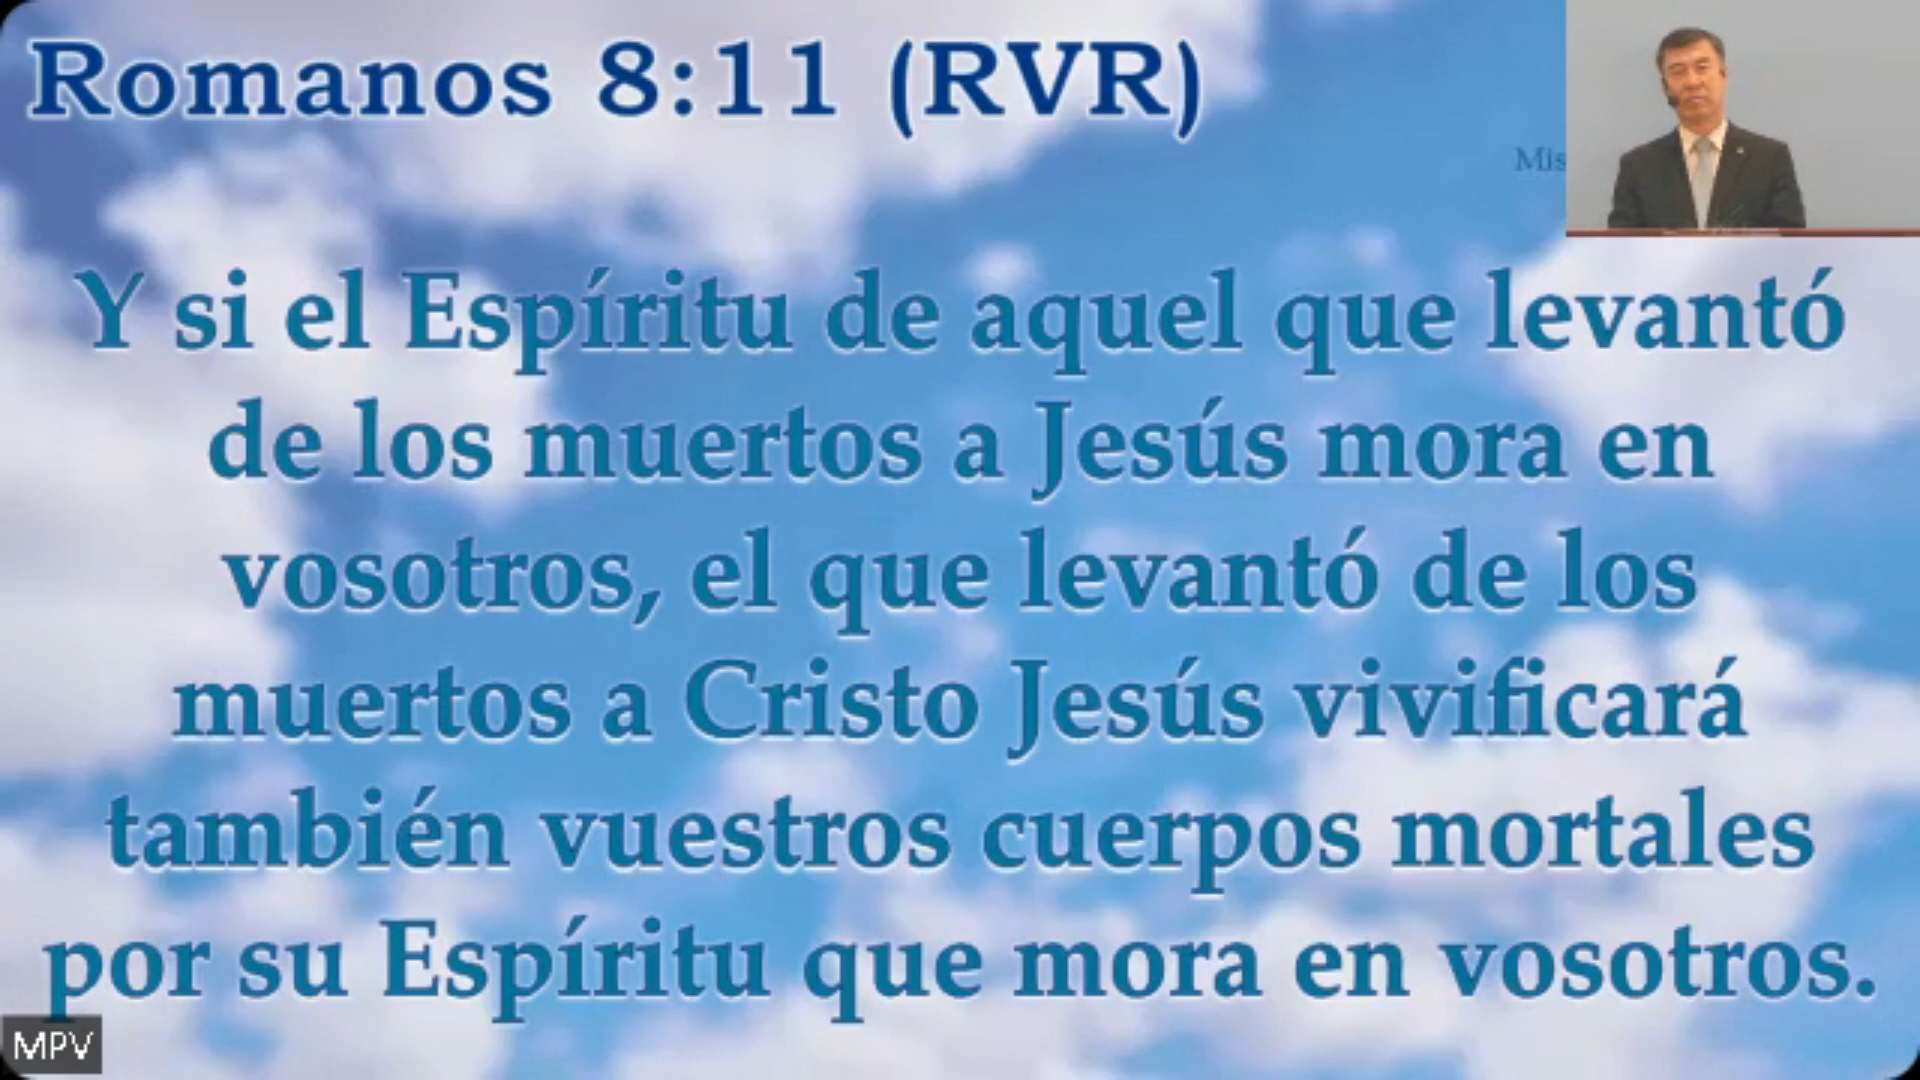 Romanos 8:11 (RVR)
Mis
Y si el Espíritu de aquel que levantó
de los muertos a Jesús mora en
vosotros, el que levantó de los
muertos a Cristo Jesús vivificará
también vuestros cuerpos mortales
por su Espíritu que mora en vosotros.
MPV